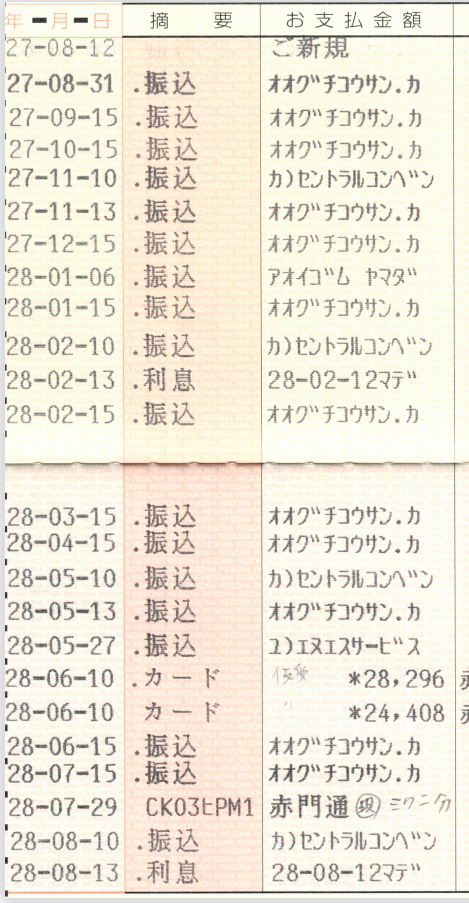 年-月-日 摘 要 お支払金額
27-08-12 ご新規
27-08-31 .振込 オオグチコウサン.カ
27-09-15 .振込 オオグチコウサン.カ
27-10-15 .振込 オオグチコウサン.カ
27-11-10 .振込 カ)セントラルコンベン
27-11-13 .振込 オオグチコウサン.カ
27-12-15 .振込 オオグチコウサン.カ
28-01-06 .振込 アオイゴム ヤマダ
28-01-15 .振込 オオグチコウサン.カ
28-02-10 .振込 カ)セントラルコンベン
28-02-13 .利息 28-02-12マデ
28-02-15 .振込 オオグチコウサン.カ
28-03-15 .振込 オオグチコウサン.カ
28-04-15 .振込 オオグチコウサン.カ
28-05-10 .振込 カ)セントラルコンベン
28-05-13 .振込 オオグチコウサン.カ
28-05-27 .振込 ユ)エヌエスサービス
28-06-10 .カード *28,296
28-06-10 カード 〃 *24,408
28-06-15 .振込 オオグチコウサン.カ
28-07-15 .振込 オオグチコウサン.カ
28-07-29 CK03ヒPM1 赤門通 現
28-08-10 .振込 カ)セントラルコンベン
28-08-13 .利息 28-08-12マデ